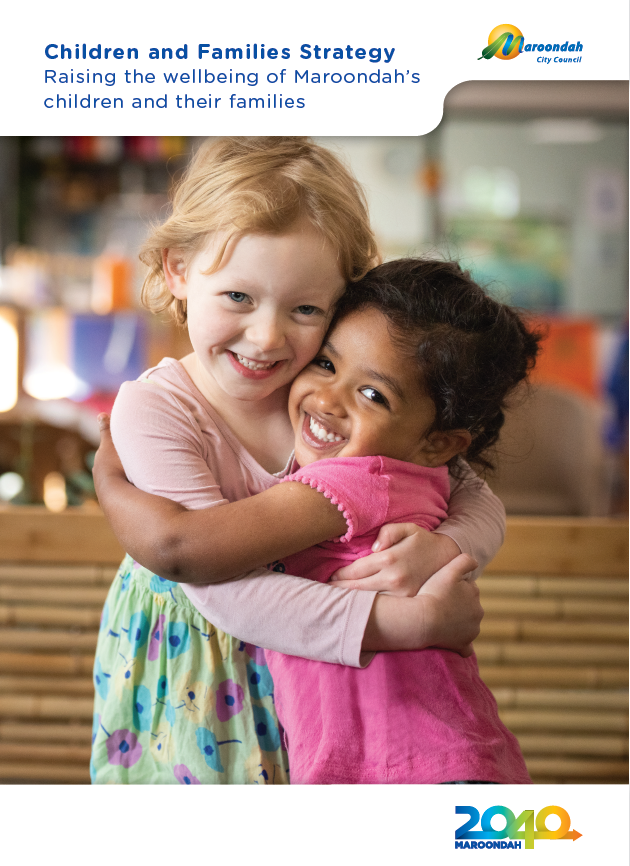 Children and Families Strategy
Raising the wellbeing of Maroondah's
children and their families
Maroondah
City Council
2040
MAROONDAH